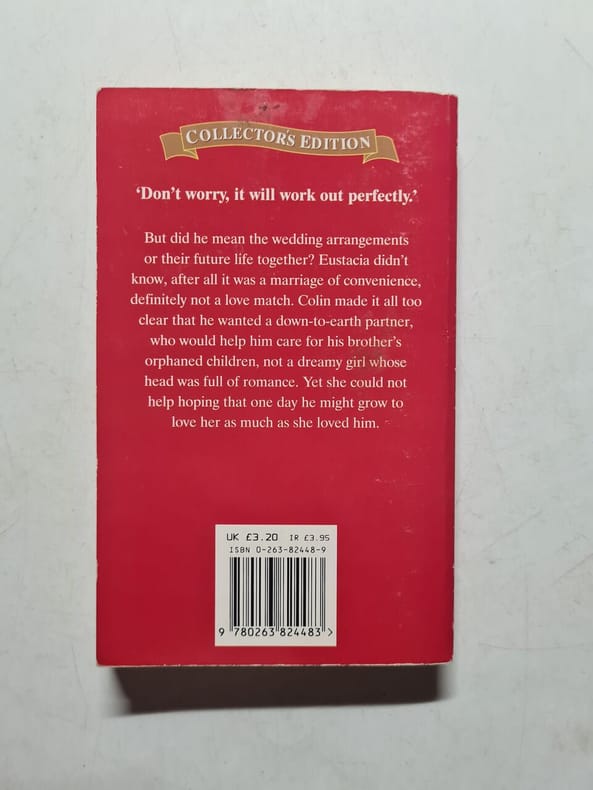 COLLECTOR'S EDITION
‘Don’t worry, it will work out perfectly.’
But did he mean the wedding arrangements
or their future life together? Eustacia didn’t
know, after all it was a marriage of convenience,
definitely not a love match. Colin made it all too
clear that he wanted a down-to-earth partner,
who would help him care for his brother’s
orphaned children, not a dreamy girl whose
head was full of romance. Yet she could not
help hoping that one day he might grow to
love her as much as she loved him.
UK £3.20 IR £3.95
ISBN 0-263-82448-9
9 780263 824483 >